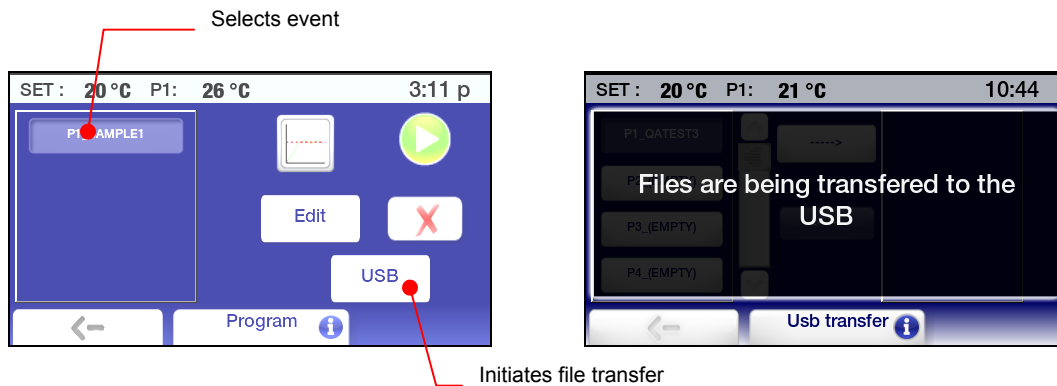 Selects event
SET : 20 °C P1: 26 °C 3:11 p
P1_SAMPLE1
Edit
USB
Program
Initiates file transfer
SET : 20 °C P1: 21 °C 10:44
P1_QATEST3
----->
Files are being transfered to the
USB
P3_(EMPTY)
P4_(EMPTY)
Usb transfer